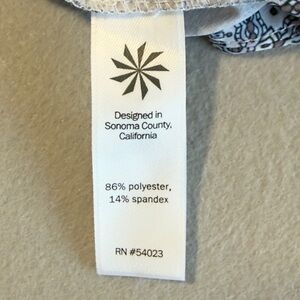 Designed in
Sonoma County,
California
86% polyester,
14% spandex
RN #54023